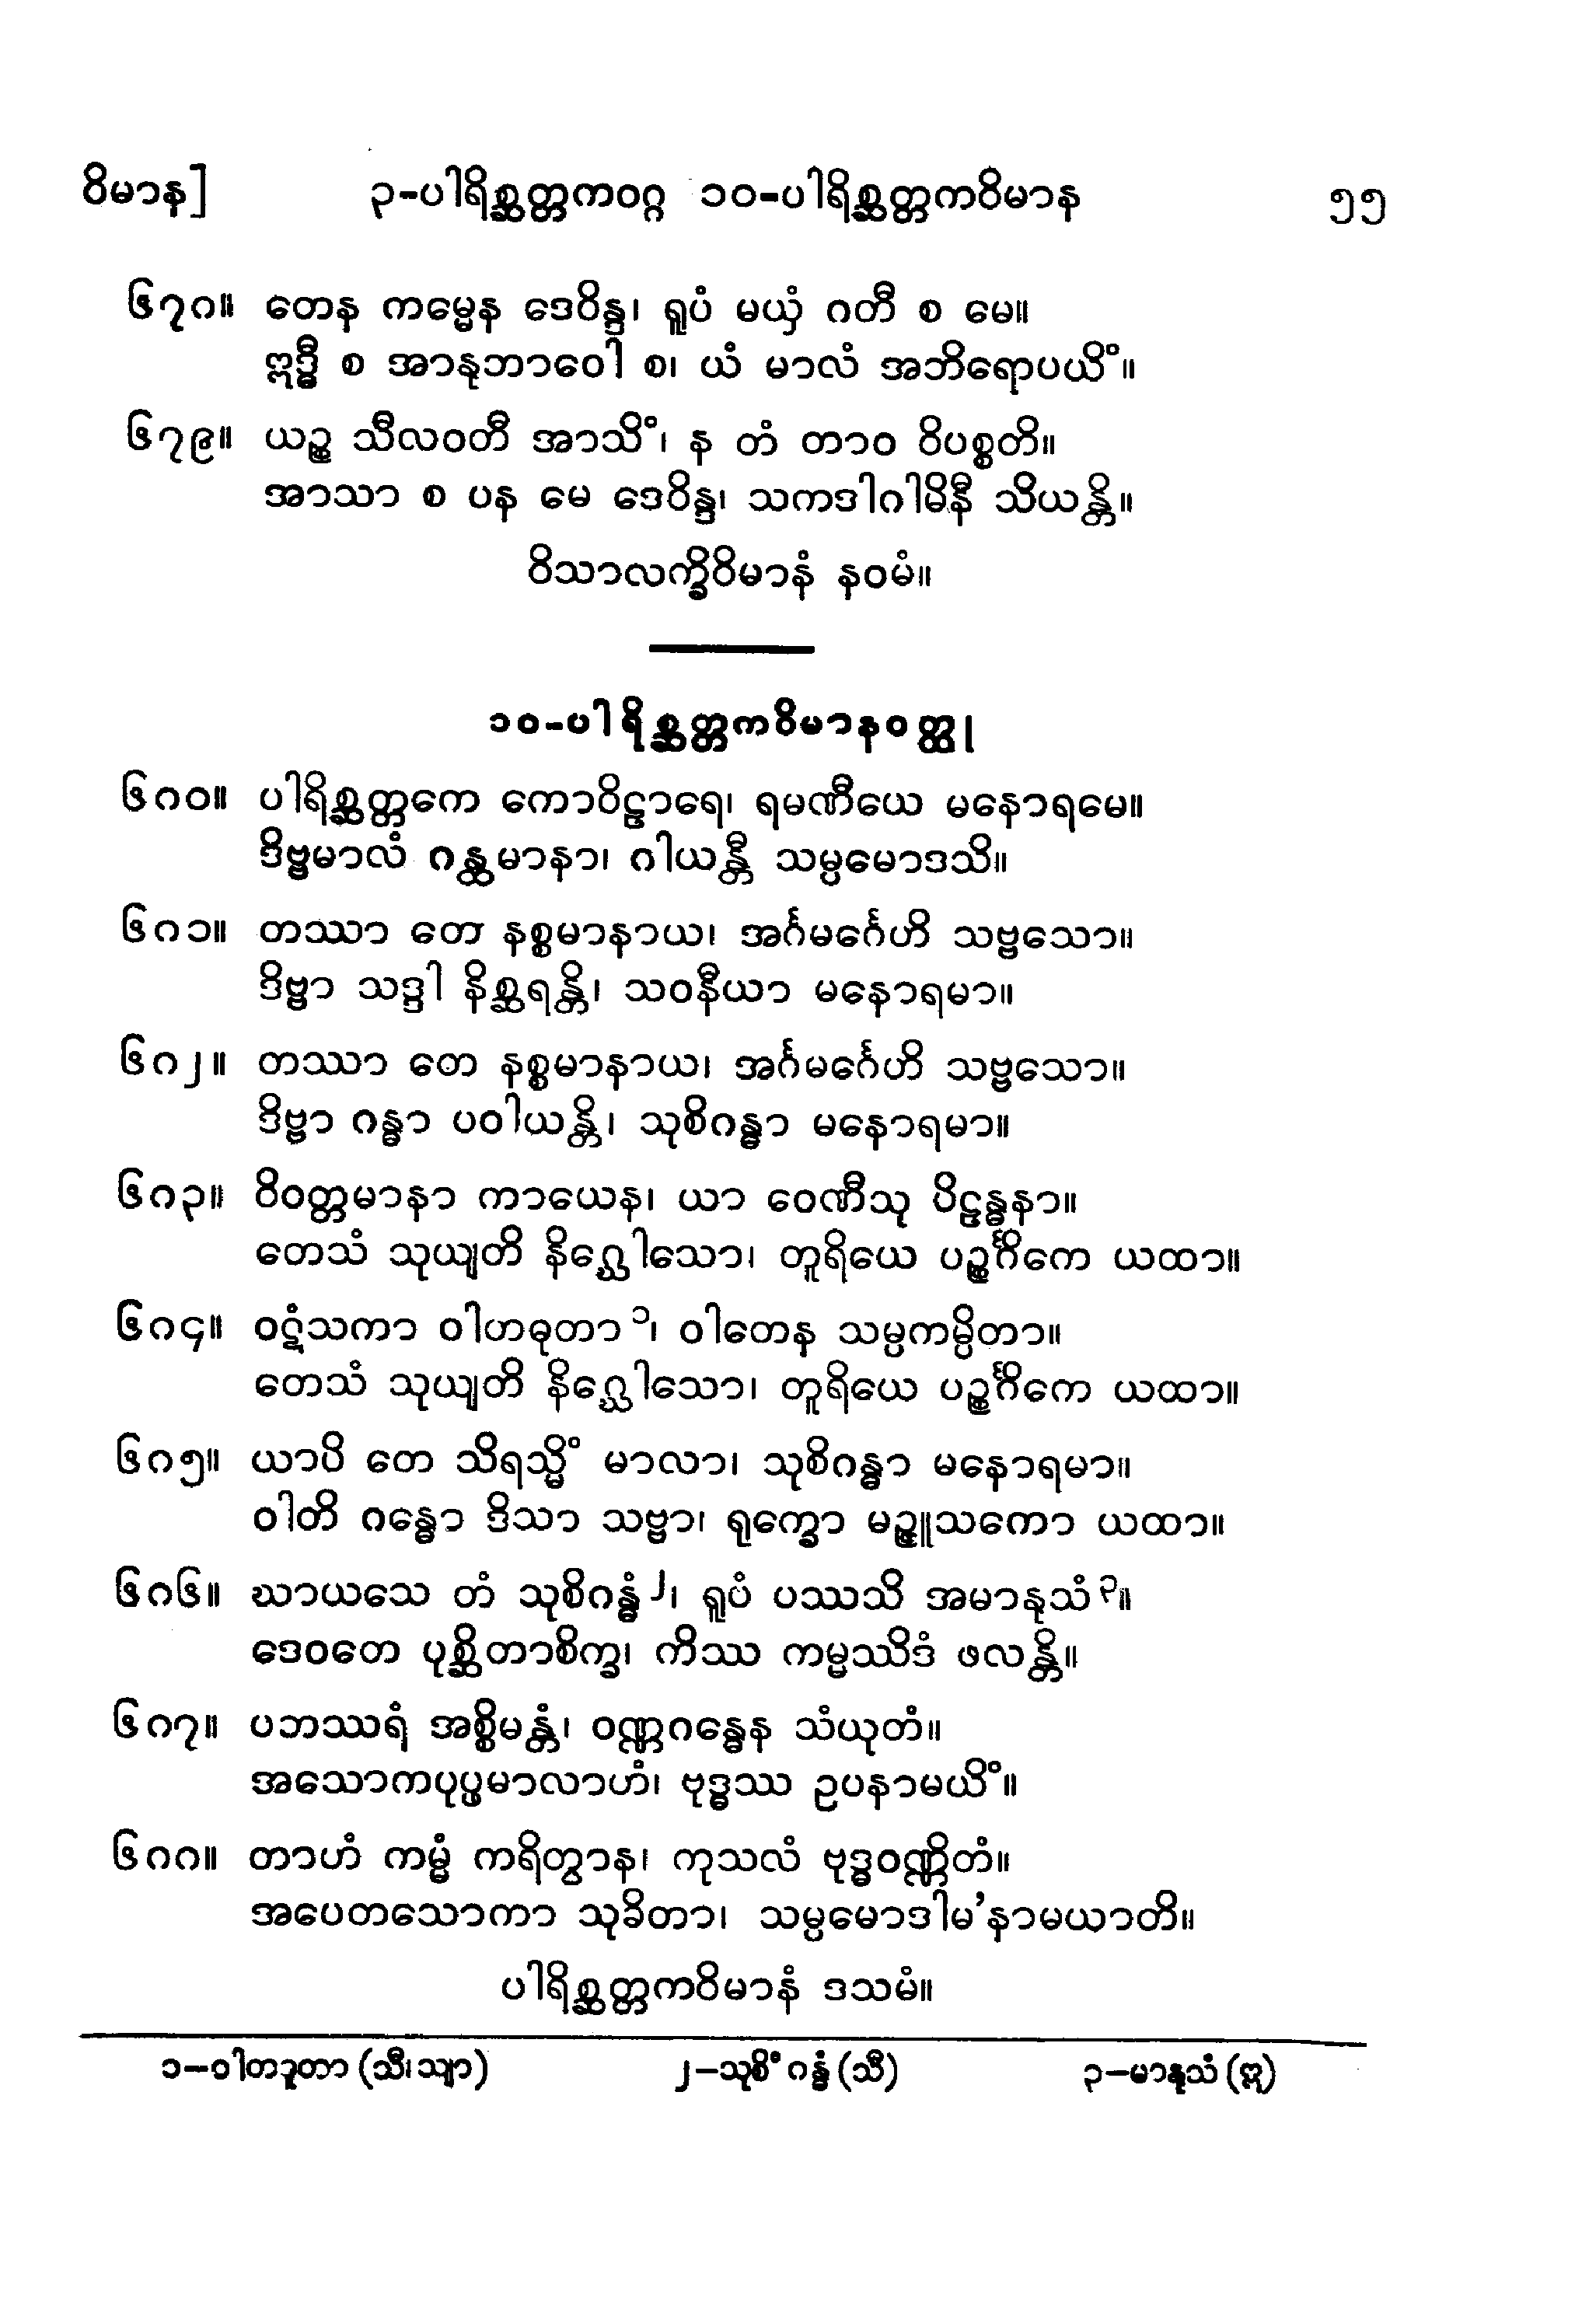 ဝိမာန] ၃-ပါရိစ္ဆတ္တကဝဂ္ဂ ၁၀-ပါရိစ္ဆတ္တကဝိမာန ၅၅
၆၇၈။ တေန ကမ္မေန ဒေဝိန္ဒ၊ ရူပံ မယှံ ဂတီ စ မေ။
ဣဒ္ဓီ စ အာနုဘာဝေါ စ၊ ယံ မာလံ အဘိရောပယိံ။
၆၇၉။ ယဉ္စ သီလဝတီ အာသိံ၊ န တံ တာဝ ဝိပစ္စတိ။
အာသာ စ ပန မေ ဒေဝိန္ဒ၊ သကဒါဂါမိနီ သိယန္တိ။
ဝိသာလက္ခိဝိမာနံ နဝမံ။
၁၀-ပါရိစ္ဆတ္တကဝိမာနဝတ္ထု
၆၈၀။ ပါရိစ္ဆတ္တကေ ကောဝိဠာရေ၊ ရမဏီယေ မနောရမေ။
ဒိဗ္ဗမာလံ ဂန္ထမာနာ၊ ဂါယန္တီ သမ္ပမောဒသိ။
၆၈၁။ တဿာ တေ နစ္စမာနာယ၊ အင်္ဂမင်္ဂေဟိ သဗ္ဗသော။
ဒိဗ္ဗာ သဒ္ဒါ နိစ္ဆရန္တိ၊ သဝနီယာ မနောရမာ။
၆၈၂။ တဿာ တေ နစ္စမာနာယ၊ အင်္ဂမင်္ဂေဟိ သဗ္ဗသော။
ဒိဗ္ဗာ ဂန္ဓာ ပဝါယန္တိ၊ သုစိဂန္ဓာ မနောရမာ။
၆၈၃။ ဝိဝတ္တမာနာ ကာယေန၊ ယာ ဝေဏီသု ပိဠန္ဓနာ။
တေသံ သုယျတိ နိဂ္ဃေါသော၊ တူရိယေ ပဉ္စင်္ဂိကေ ယထာ။
၆၈၄။ ဝဋံသကာ ဝါဟဓုတာ ၁၊ ဝါတေန သမ္ပကမ္ပိတာ။
တေသံ သုယျတိ နိဂ္ဃေါသော၊ တူရိယေ ပဉ္စင်္ဂိကေ ယထာ။
၆၈၅။ ယာပိ တေ သိရသ္မိံ မာလာ၊ သုစိဂန္ဓာ မနောရမာ။
ဝါတိ ဂန္ဓော ဒိသာ သဗ္ဗာ၊ ရုက္ခော မဉ္ဇူသကော ယထာ။
၆၈၆။ ဃာယသေ တံ သုစိဂန္ဓံ ၂၊ ရူပံ ပဿသိ အမာနုသံ ၃။
ဒေဝတေ ပုစ္ဆိတာစိက္ခ၊ ကိဿ ကမ္မဿိဒံ ဖလန္တိ။
၆၈၇။ ပဘဿရံ အစ္စိမန္တံ၊ ဝဏ္ဏဂန္ဓေန သံယုတံ။
အသောကပုပ္ဖမာလာဟံ၊ ဗုဒ္ဓဿ ဥပနာမယိံ။
၆၈၈။ တာဟံ ကမ္မံ ကရိတွာန၊ ကုသလံ ဗုဒ္ဓဝဏ္ဏိတံ။
အပေတသောကာ သုခိတာ၊ သမ္ပမောဒါမ’နာမယာတိ။
ပါရိစ္ဆတ္တကဝိမာနံ ဒသမံ။
၁–ဝါတဒုတာ (သီ၊ သျာ) ၂–သုစိံ ဂန္ဓံ (သီ) ၃–မာနုသံ (ဣ)